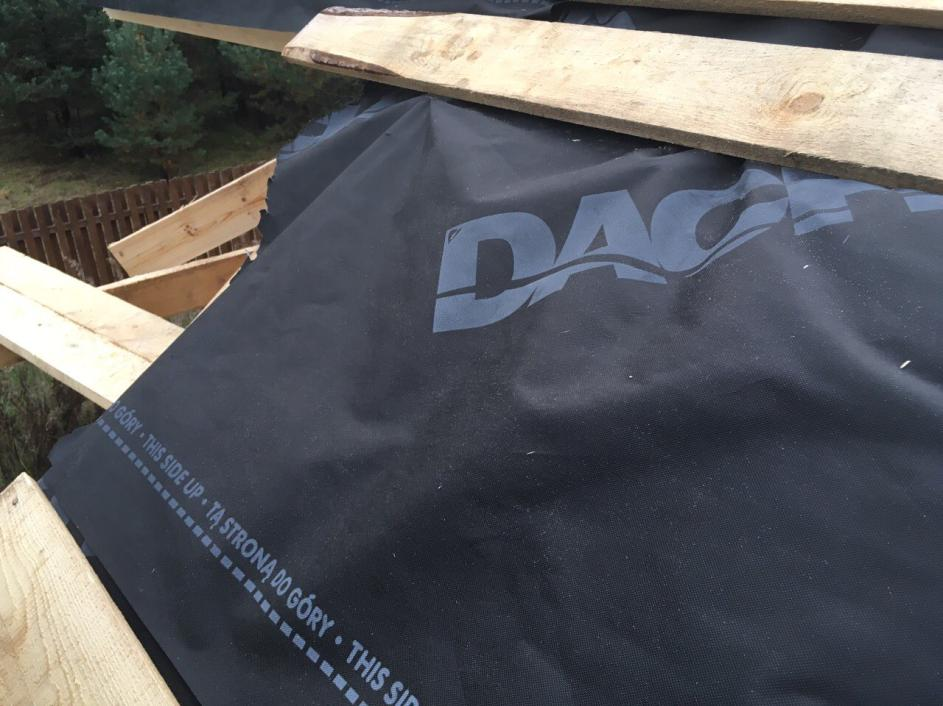 DAC
GÓRY • THIS SIDE UP • TĄ STRONĄ DO GÓRY • THIS SID